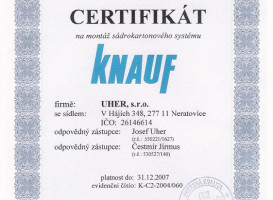 CERTIFIKÁT
na montáž sádrokartonového systému
KNAUF
firmě: UHER, s.r.o.
se sídlem: V Hájích 348, 277 11 Neratovice
IČO: 26146614
odpovědný zástupce: Josef Uher
odpovědný zástupce: Čestmír Jirmus
platnost do: 31.12.2007
evidenční číslo: K-C2-2004/060